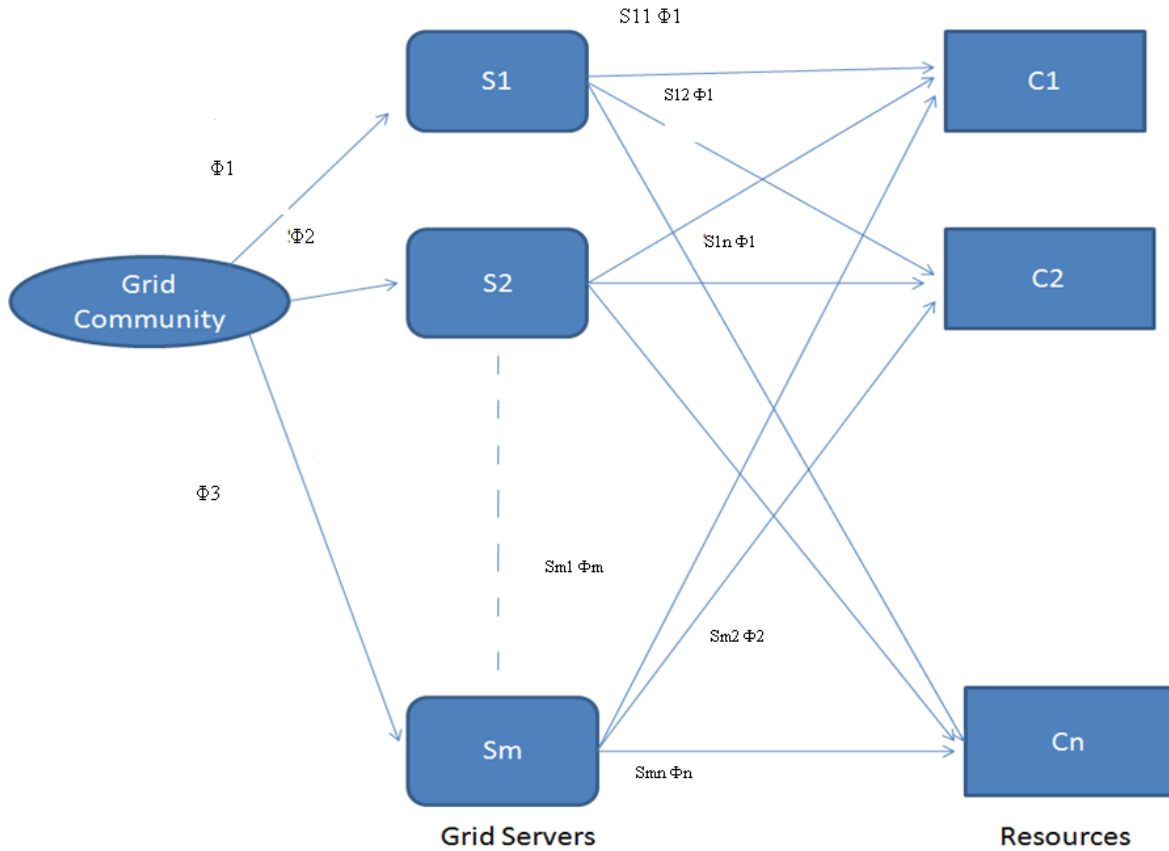 S11 Φ1
S1
C1
S12 Φ1
Φ1
Φ2
S1n Φ1
S2
C2
Grid
Community
Φ3
Sm1 Φm
Sm2 Φ2
Sm
Cn
Smn Φn
Grid Servers
Resources